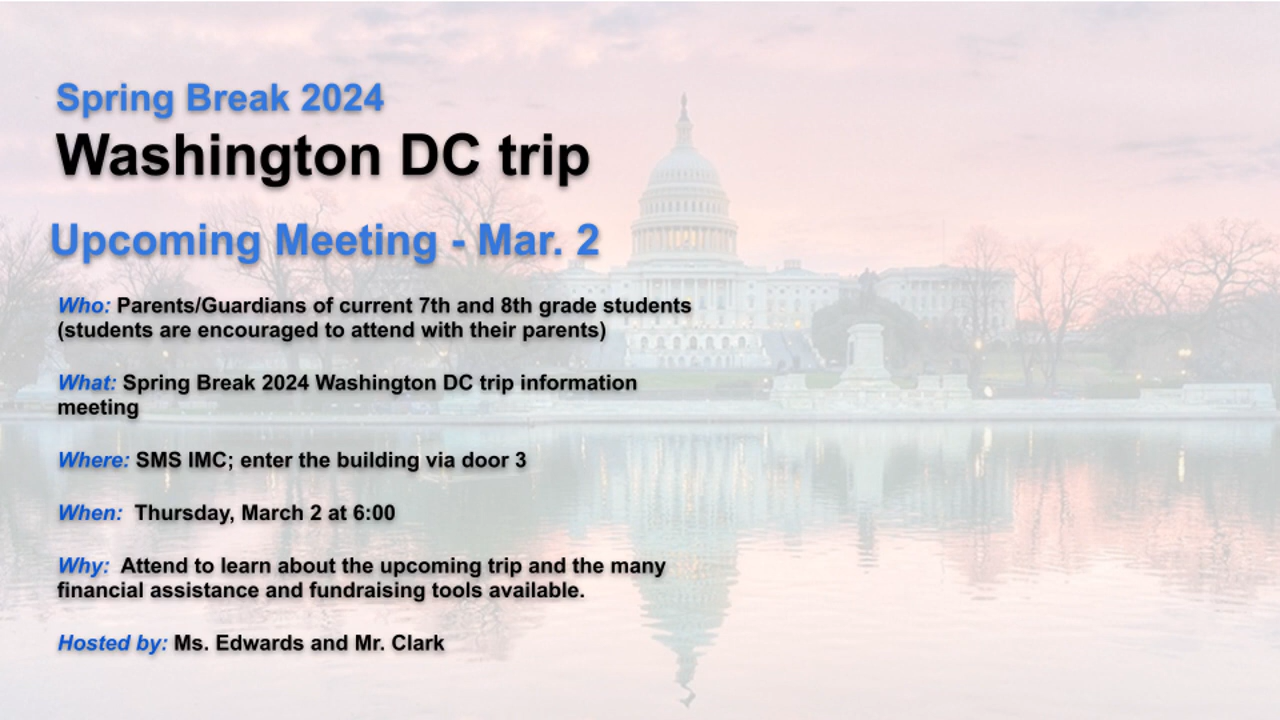 Spring Break 2024
Washington DC trip
Upcoming Meeting - Mar. 2
Who: Parents/Guardians of current 7th and 8th grade students
(students are encouraged to attend with their parents)
What: Spring Break 2024 Washington DC trip information
meeting
Where: SMS IMC; enter the building via door 3
When: Thursday, March 2 at 6:00
Why: Attend to learn about the upcoming trip and the many
financial assistance and fundraising tools available.
Hosted by: Ms. Edwards and Mr. Clark